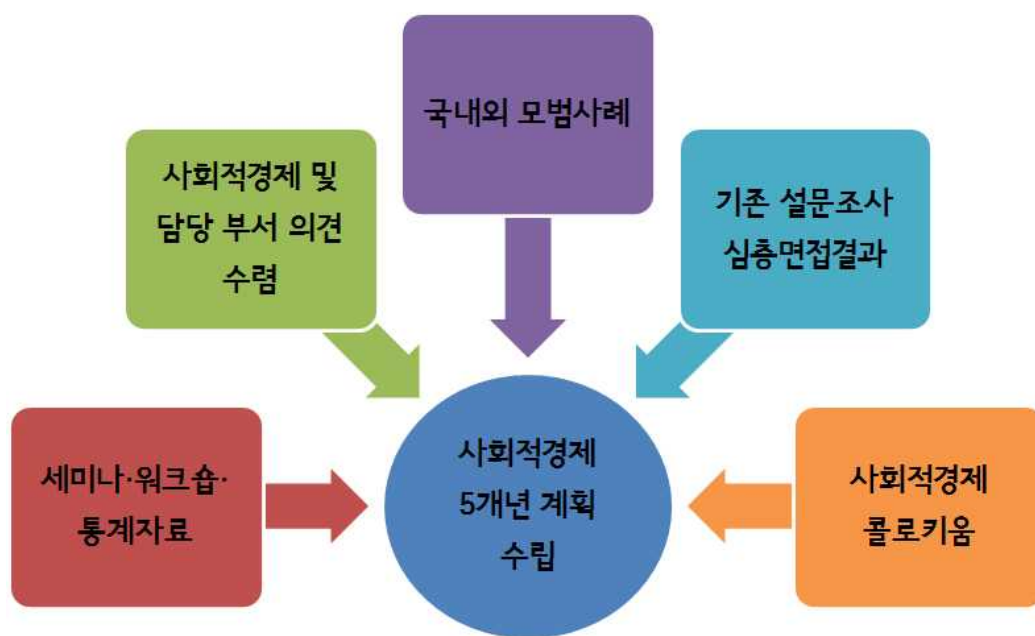 국내외 모범사례
사회적경제 및
담당 부서 의견
수렴
기존 설문조사
심층면접결과
세미나·워크숍·
통계자료
사회적경제
5개년 계획
수립
사회적경제
콜로키움